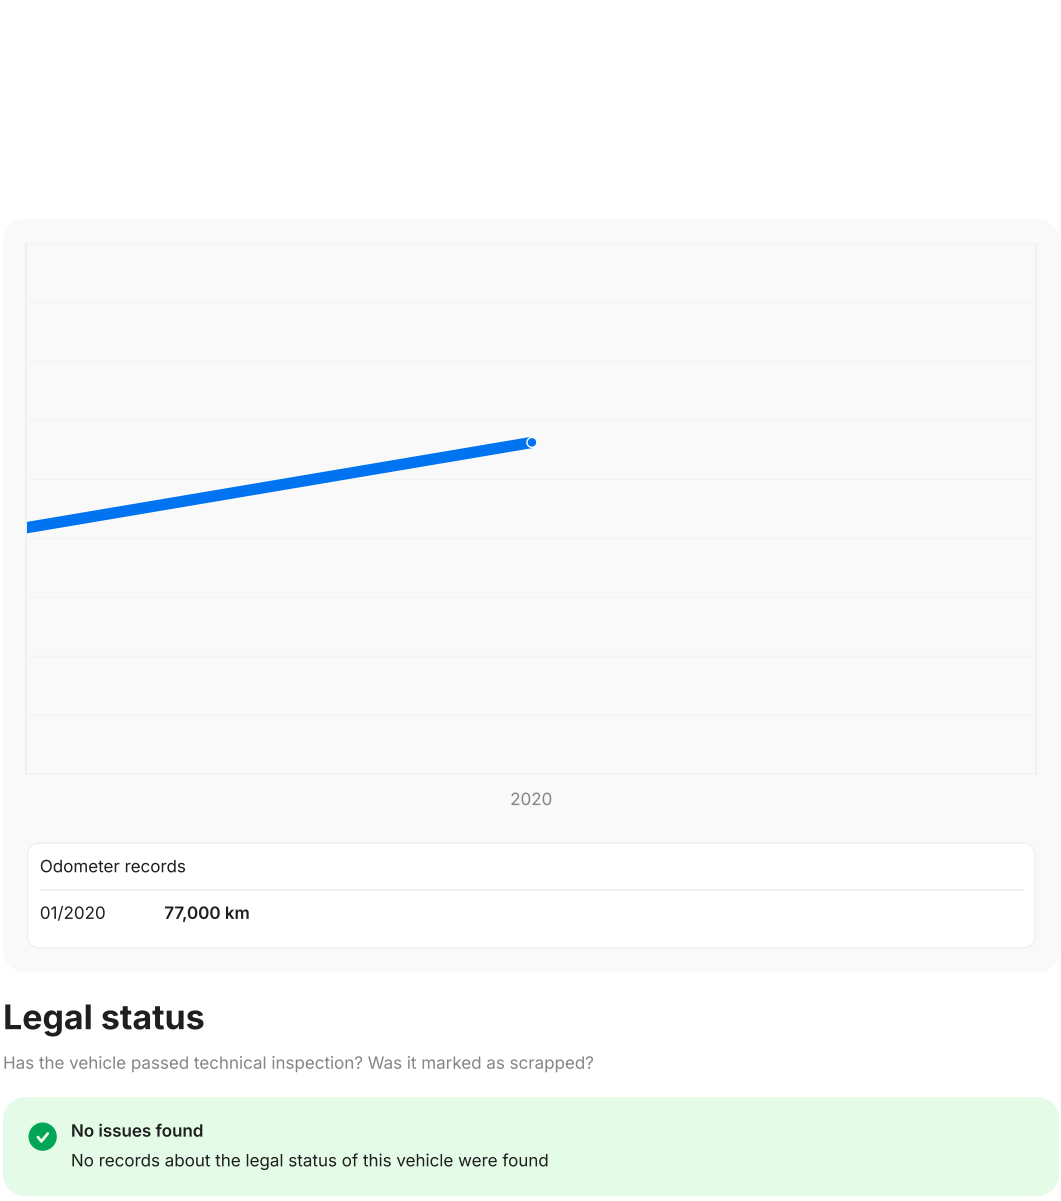 2020
Odometer records
01/2020 77,000 km
Legal status
Has the vehicle passed technical inspection? Was it marked as scrapped?
No issues found
No records about the legal status of this vehicle were found